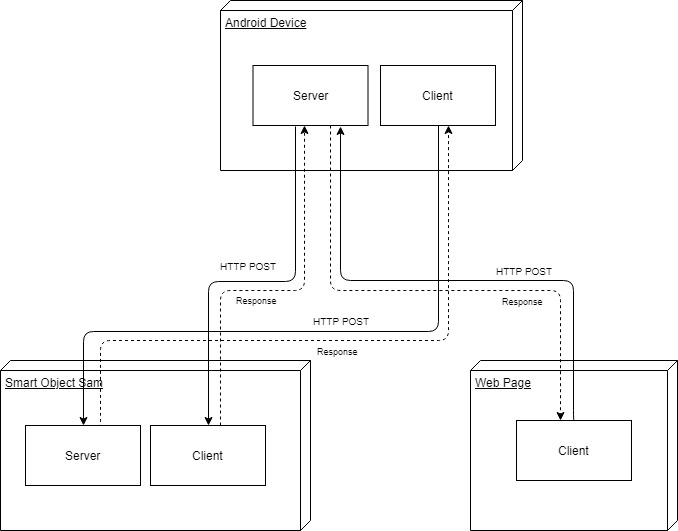 Android Device
Server
Client
HTTP POST
HTTP POST
Response
Response
HTTP POST
Response
Smart Object Sam
Web Page
Server
Client
Client